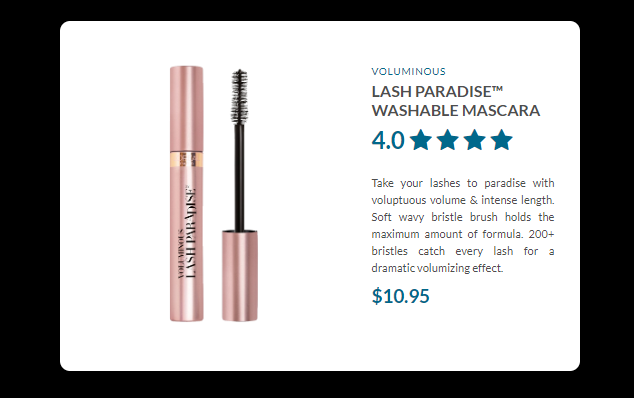 VOLUMINOUS
LASH PARADISE™
VOLUMINOUS
LASH PARADISE™
WASHABLE MASCARA
4.0
Take your lashes to paradise with
voluptuous volume & intense length.
Soft wavy bristle brush holds the
maximum amount of formula. 200+
bristles catch every lash for a
dramatic volumizing effect.
$10.95